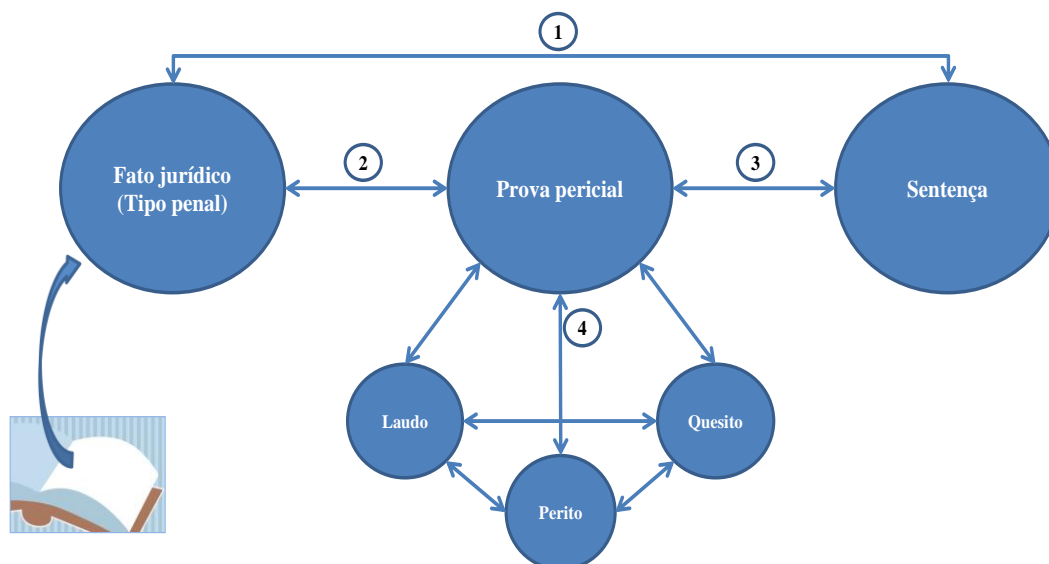 1
2
3
Fato jurídico
(Tipo penal)
Prova pericial
Sentença
4
Laudo
Quesito
Perito